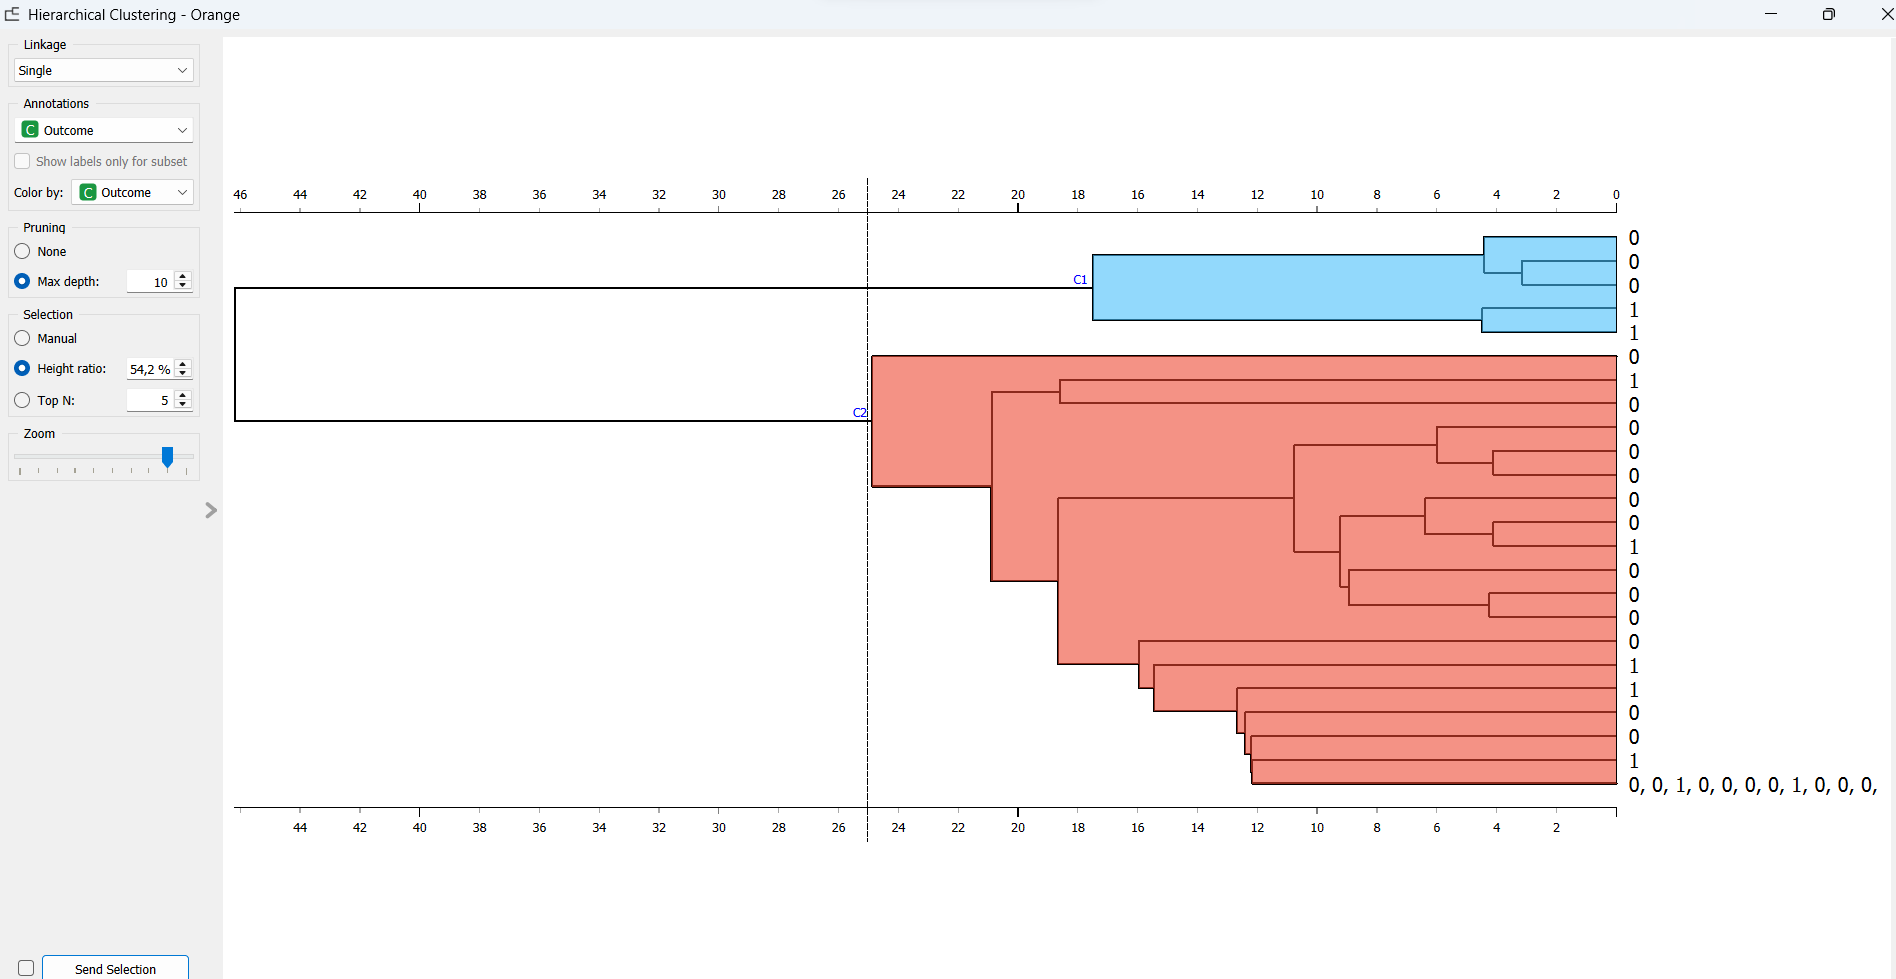 Hierarchical Clustering - Orange
Linkage
Single
Annotations
C Outcome
Show labels only for subset
Color by: C Outcome
Pruning
None
Max depth: 10
Selection
Manual
Height ratio: 54,2 %
Top N: 5
Zoom
Send Selection
46 44 42 40 38 36 34 32 30 28 26 24 22 20 18 16 14 12 10 8 6 4 2 0
C1
C2
0
0
0
1
1
0
1
0
0
0
0
0
0
1
0
0
0
0
1
1
0
0
1
0, 0, 1, 0, 0, 0, 0, 1, 0, 0, 0,
44 42 40 38 36 34 32 30 28 26 24 22 20 18 16 14 12 10 8 6 4 2